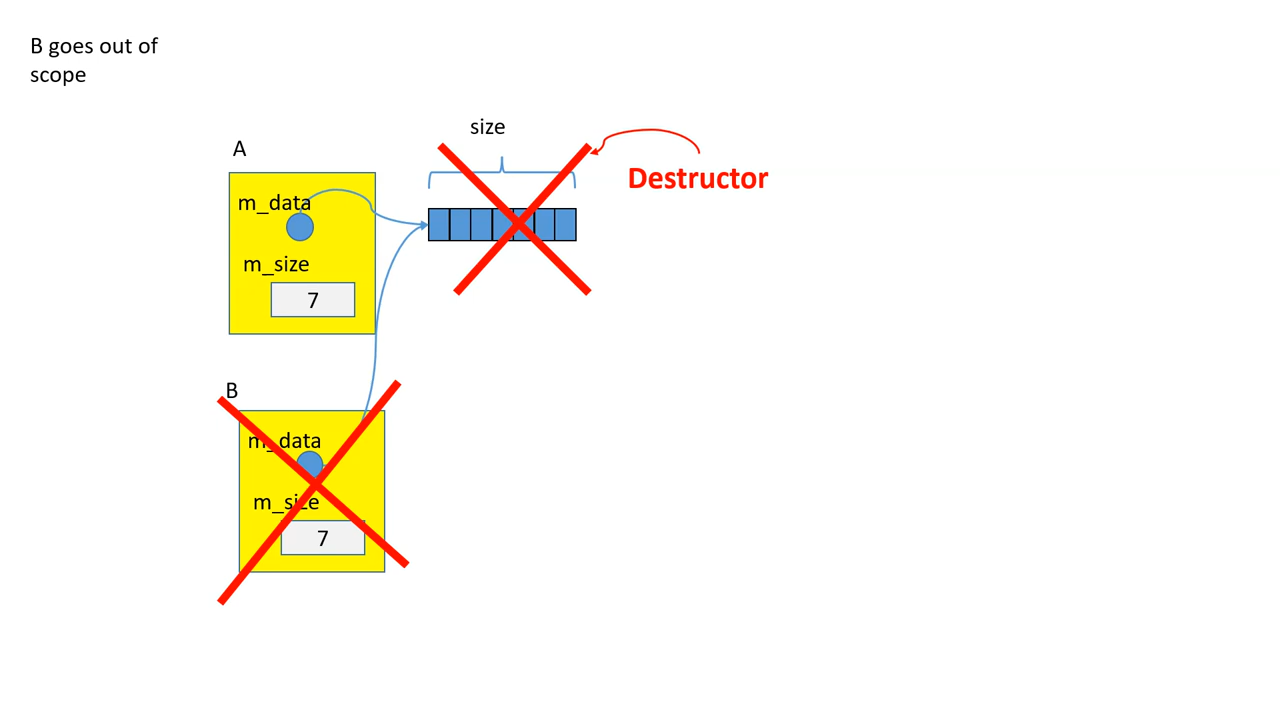 B goes out of
scope
size
A
Destructor
m_data
m_size
7
B
m_data
m_size
7